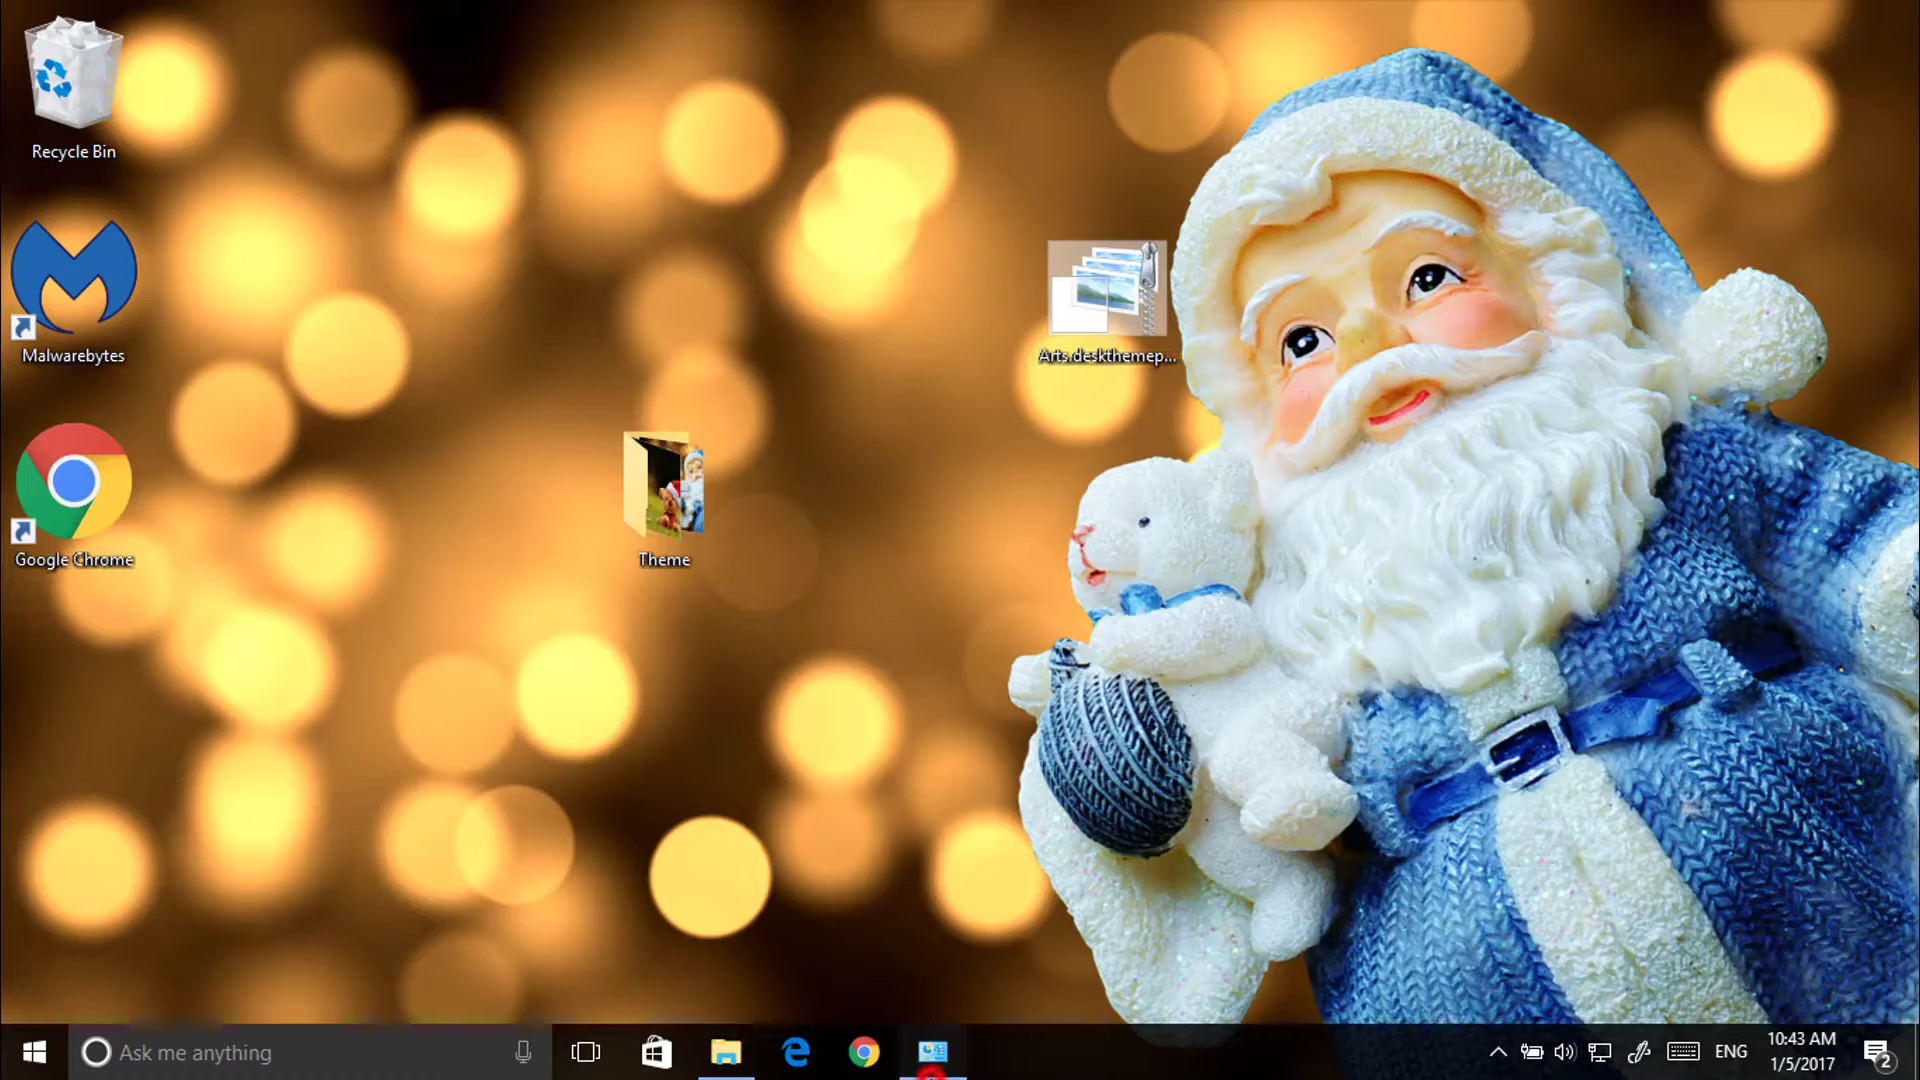 Recycle Bin
Malwarebytes
Google Chrome
Arts.deskthemep...
Theme
Ask me anything
ENG
10:43 AM
1/5/2017
2